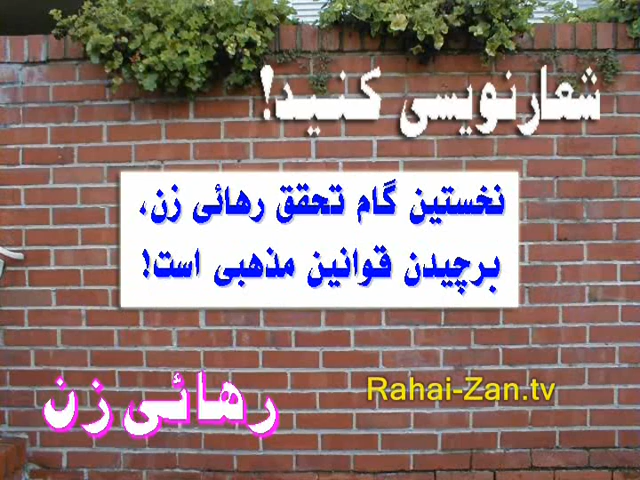 شعارنویسی کنید!
نخستین گام تحقق رهائی زن،
برچیدن قوانین مذهبی است!
رهائی زن
Rahai-Zan.tv